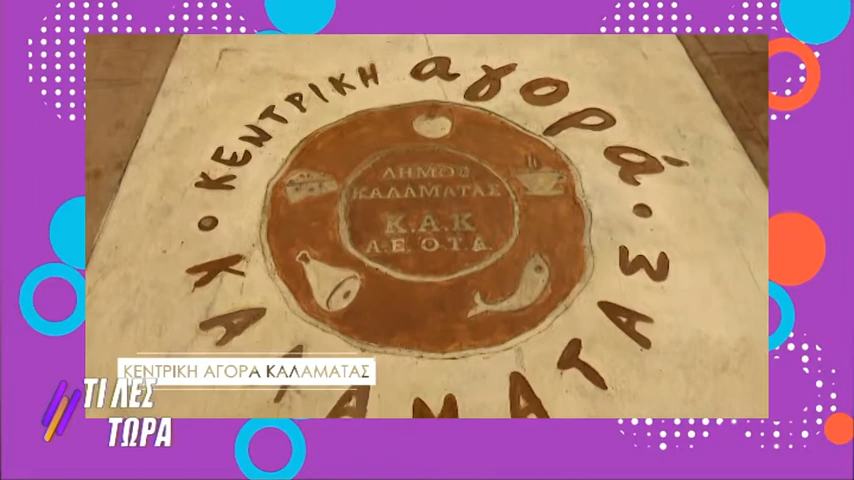 ΚΕΝΤΡΙΚΗ αγορά
ΚΑΛΑΜΑΤΑΣ
ΔΗΜΟΣ
ΚΑΛΑΜΑΤΑΣ
Κ.Α.Κ
Α.Ε. Ο.Τ.Α.
ΚΕΝΤΡΙΚΗ ΑΓΟΡΑ ΚΑΛΑΜΑΤΑΣ
ΤΙ ΛΕΣ
ΤΩΡΑ